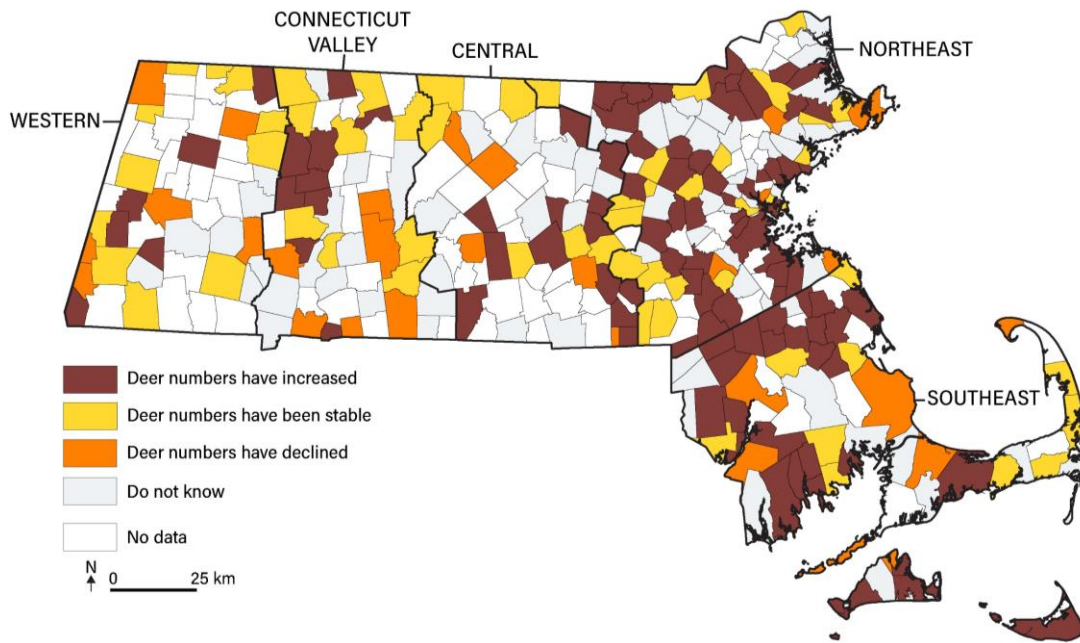 CONNECTICUT
VALLEY
CENTRAL
NORTHEAST
WESTERN
SOUTHEAST
Deer numbers have increased
Deer numbers have been stable
Deer numbers have declined
Do not know
No data
N
0 25 km